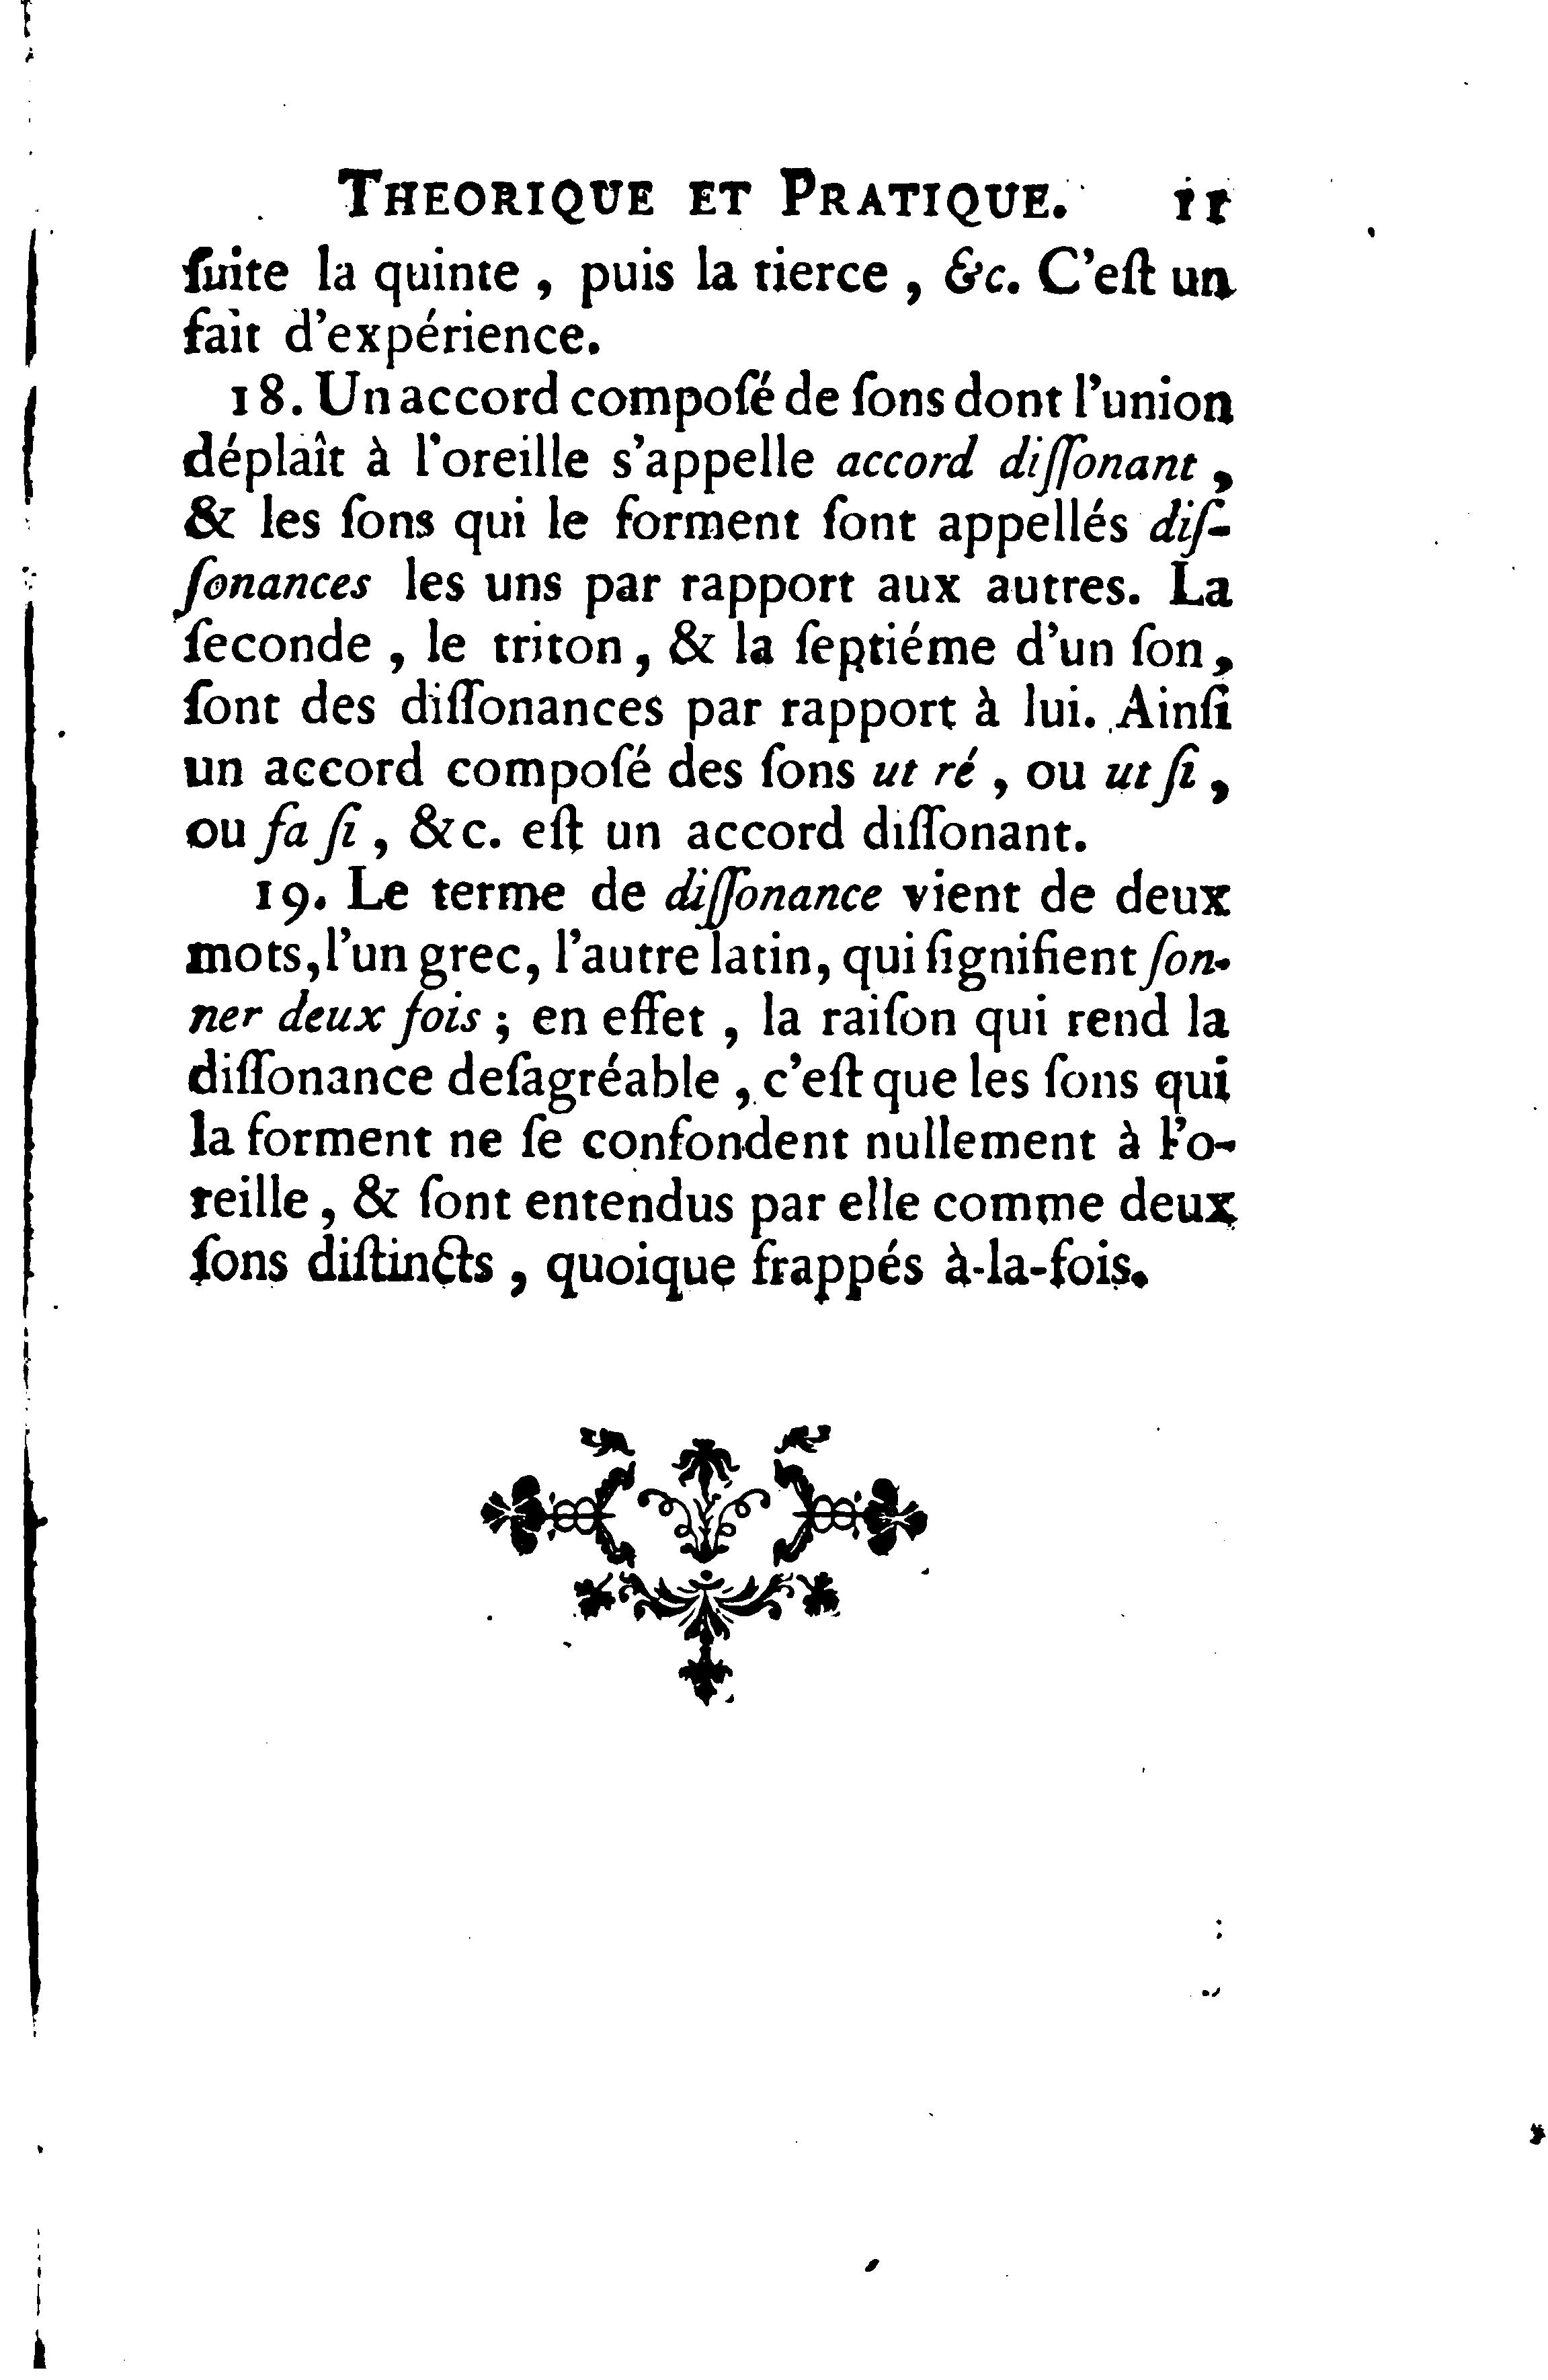 THEORIQUE ET PRATIQUE. 11
ſuite la quinte, puis la tierce, &c. C'eſt un
fait d'expérience.
18. Un accord compoſé de ſons dont l'union
déplaît à l'oreille s'appelle accord diſſonant,
& les ſons qui le forment ſont appellés diſ-
ſonances les uns par rapport aux autres. La
ſeconde, le triton, & la ſeptiéme d'un ſon,
ſont des diſſonances par rapport à lui. Ainſi
un accord compoſé des ſons ut ré, ou ut ſi,
ou fa ſi, &c. eſt un accord diſſonant.
19. Le terme de diſſonance vient de deux
mots, l'un grec, l'autre latin, qui ſignifient ſon-
ner deux fois; en effet, la raiſon qui rend la
diſſonance deſagréable, c'eſt que les ſons qui
la forment ne ſe confondent nullement à l'o-
reille, & ſont entendus par elle comme deux
ſons diſtincts, quoique frappés à-la-fois.